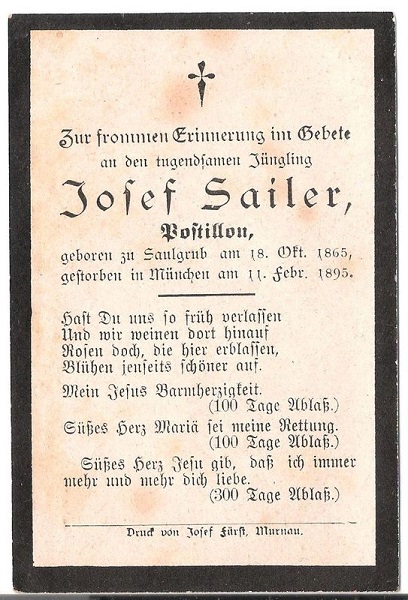 Zur frommen Erinnerung im Gebete
an den tugendsamen Jüngling
Josef Sailer,
Postillon,
geboren zu Saulgrub am 18. Okt. 1865,
gestorben in München am 11. Febr. 1895.
Hast Du uns so früh verlassen
Und wir weinen dort hinauf
Rosen doch, die hier erblassen,
Blühen jenseits schöner auf.
Mein Jesus Barmherzigkeit.
(100 Tage Ablaß.)
Süßes Herz Mariä sei meine Rettung.
(100 Tage Ablaß.)
Süßes Herz Jesu gib, daß ich immer
mehr und mehr dich liebe.
(300 Tage Ablaß.)
Druck von Josef Fürst, Murnau.